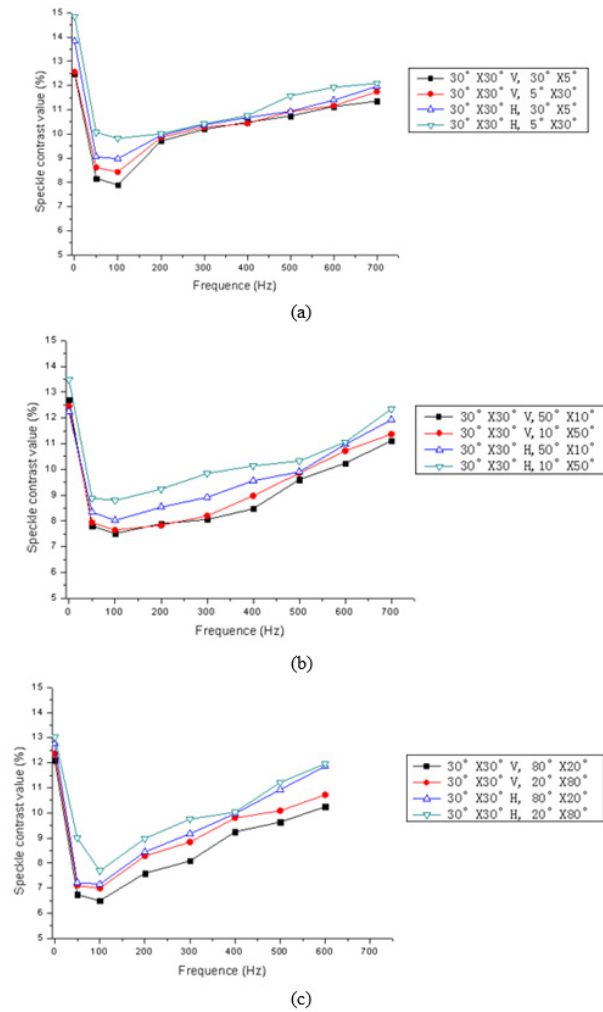 15
14
13
12
11
10
9
8
7
6
5
Speckle contrast value (%)
0 100 200 300 400 500 600 700
Frequence (Hz)
30° X30° V, 30° X5°
30° X30° V, 5° X30°
30° X30° H, 30° X5°
30° X30° H, 5° X30°
(a)
15
14
13
12
11
10
9
8
7
6
5
Speckle contrast value (%)
0 100 200 300 400 500 600 700
Frequence (Hz)
30° X30° V,50° X10°
30° X30° V,10° X50°
30° X30° H,50° X10°
30° X30° H,10° X50°
(b)
15
14
13
12
11
10
9
8
7
6
5
Speckle contrast value (%)
0 100 200 300 400 500 600 700
Frequence (Hz)
30° X30° V, 80° X20°
30° X30° V, 20° X80°
30° X30° H, 80° X20°
30° X30° H, 20° X80°
(c)